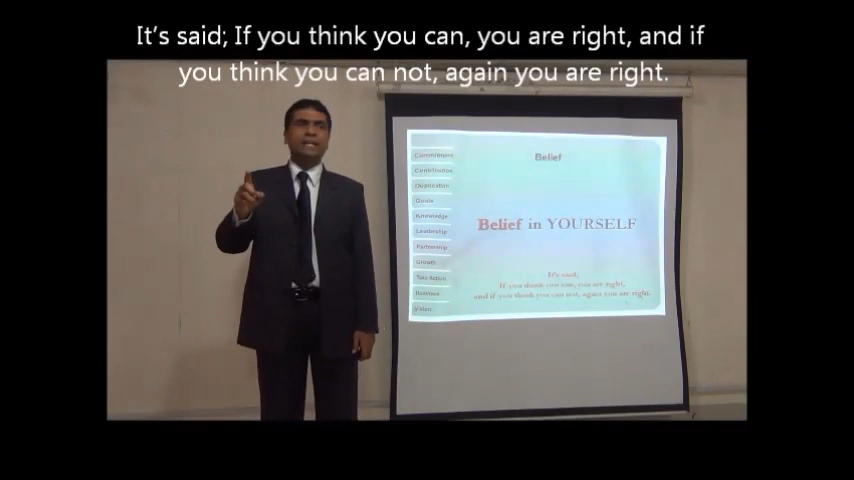 It's said; If you think you can, you are right, and if
you think you can not, again you are right.
Belief
Commitment
Contribution
Duplication
Goals
Knowledge
Leadership
Partnership
Growth
Take Action
Business
Video
Belief in YOURSELF
It's said,
If you think you can, you are right,
and if you think you can not, again you are right.